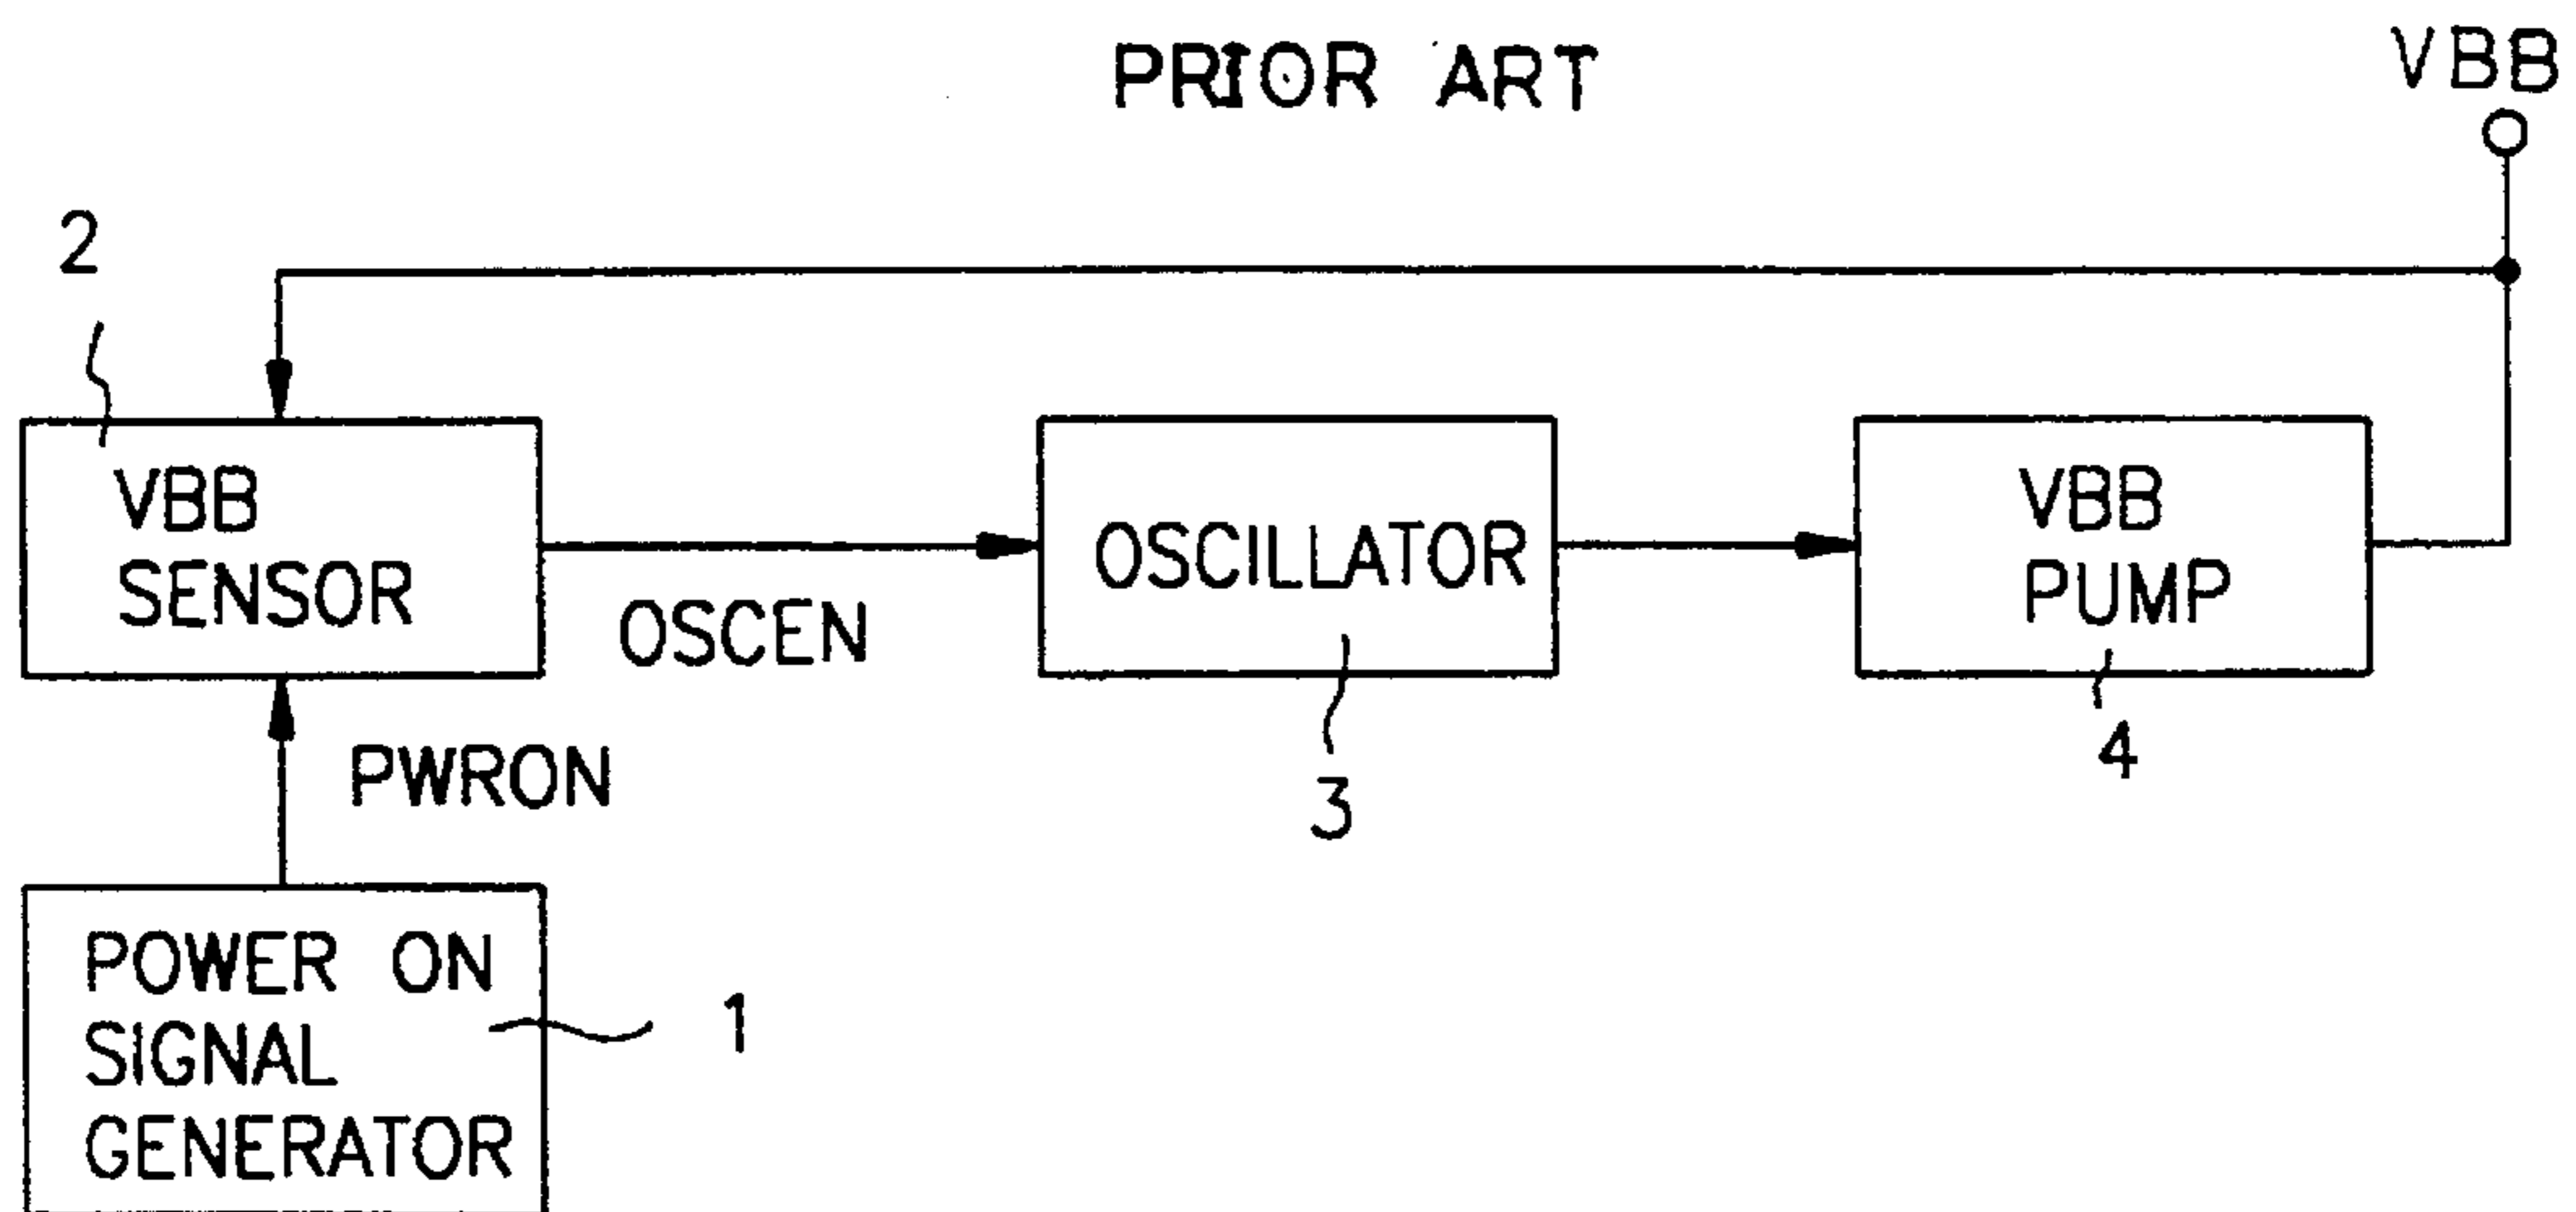 PRIOR ART
VBB
2
VBB
SENSOR
OSCEN
OSCILLATOR
3
VBB
PUMP
4
PWRON
POWER ON
SIGNAL
GENERATOR
1